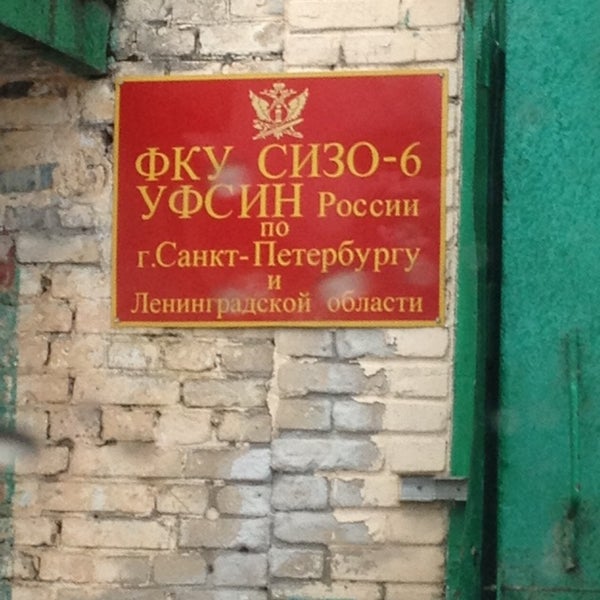 ФКУ СИЗО-6
УФСИН России
по
г.Санкт-Петербургу
и
Ленинградской области